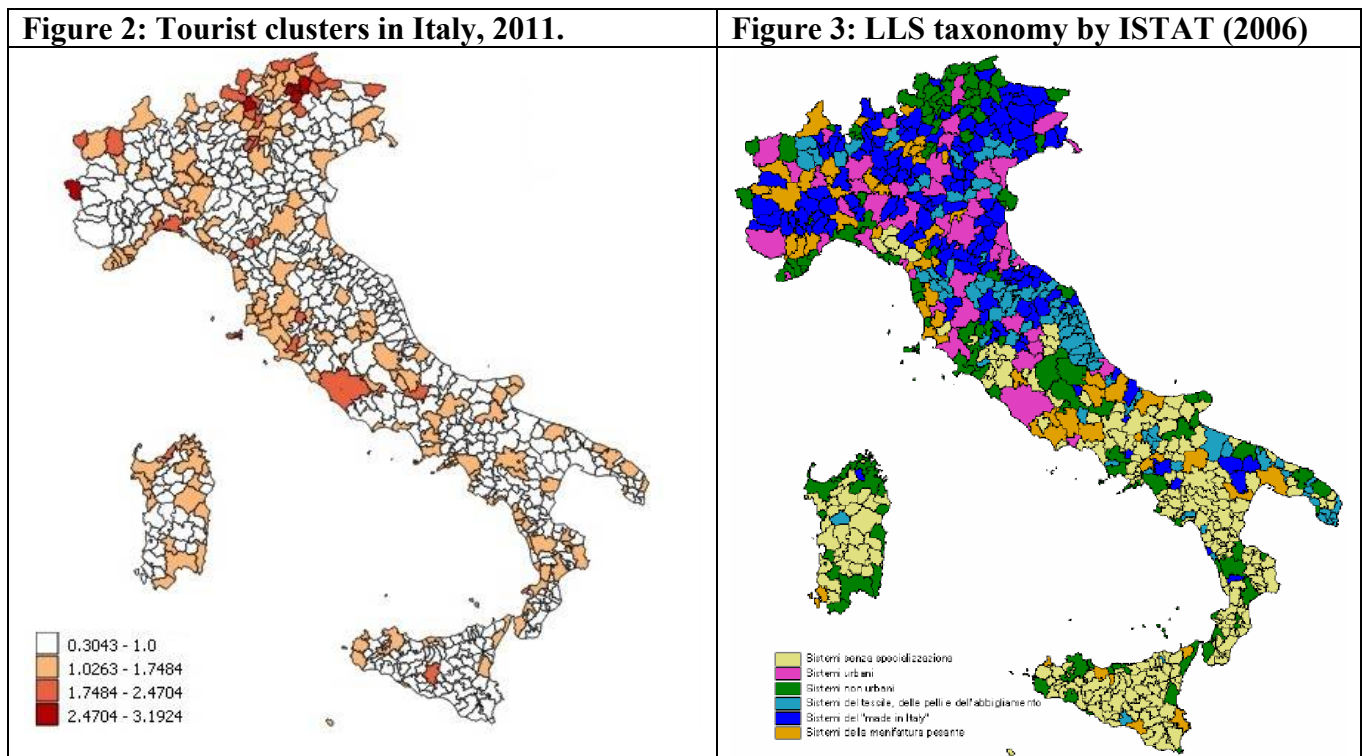 Figure 2: Tourist clusters in Italy, 2011.
Figure 3: LLS taxonomy by ISTAT (2006)
0.3043 - 1.0
1.0263 - 1.7484
1.7484 - 2.4704
2.4704 - 3.1924
Sistemi senza specializzazione
Sistemi urbani
Sistemi non urbani
Sistemi del tessile, delle pelli e dell'abbigliamento
Sistemi del "made in Italy"
Sistemi della manifattura pesante